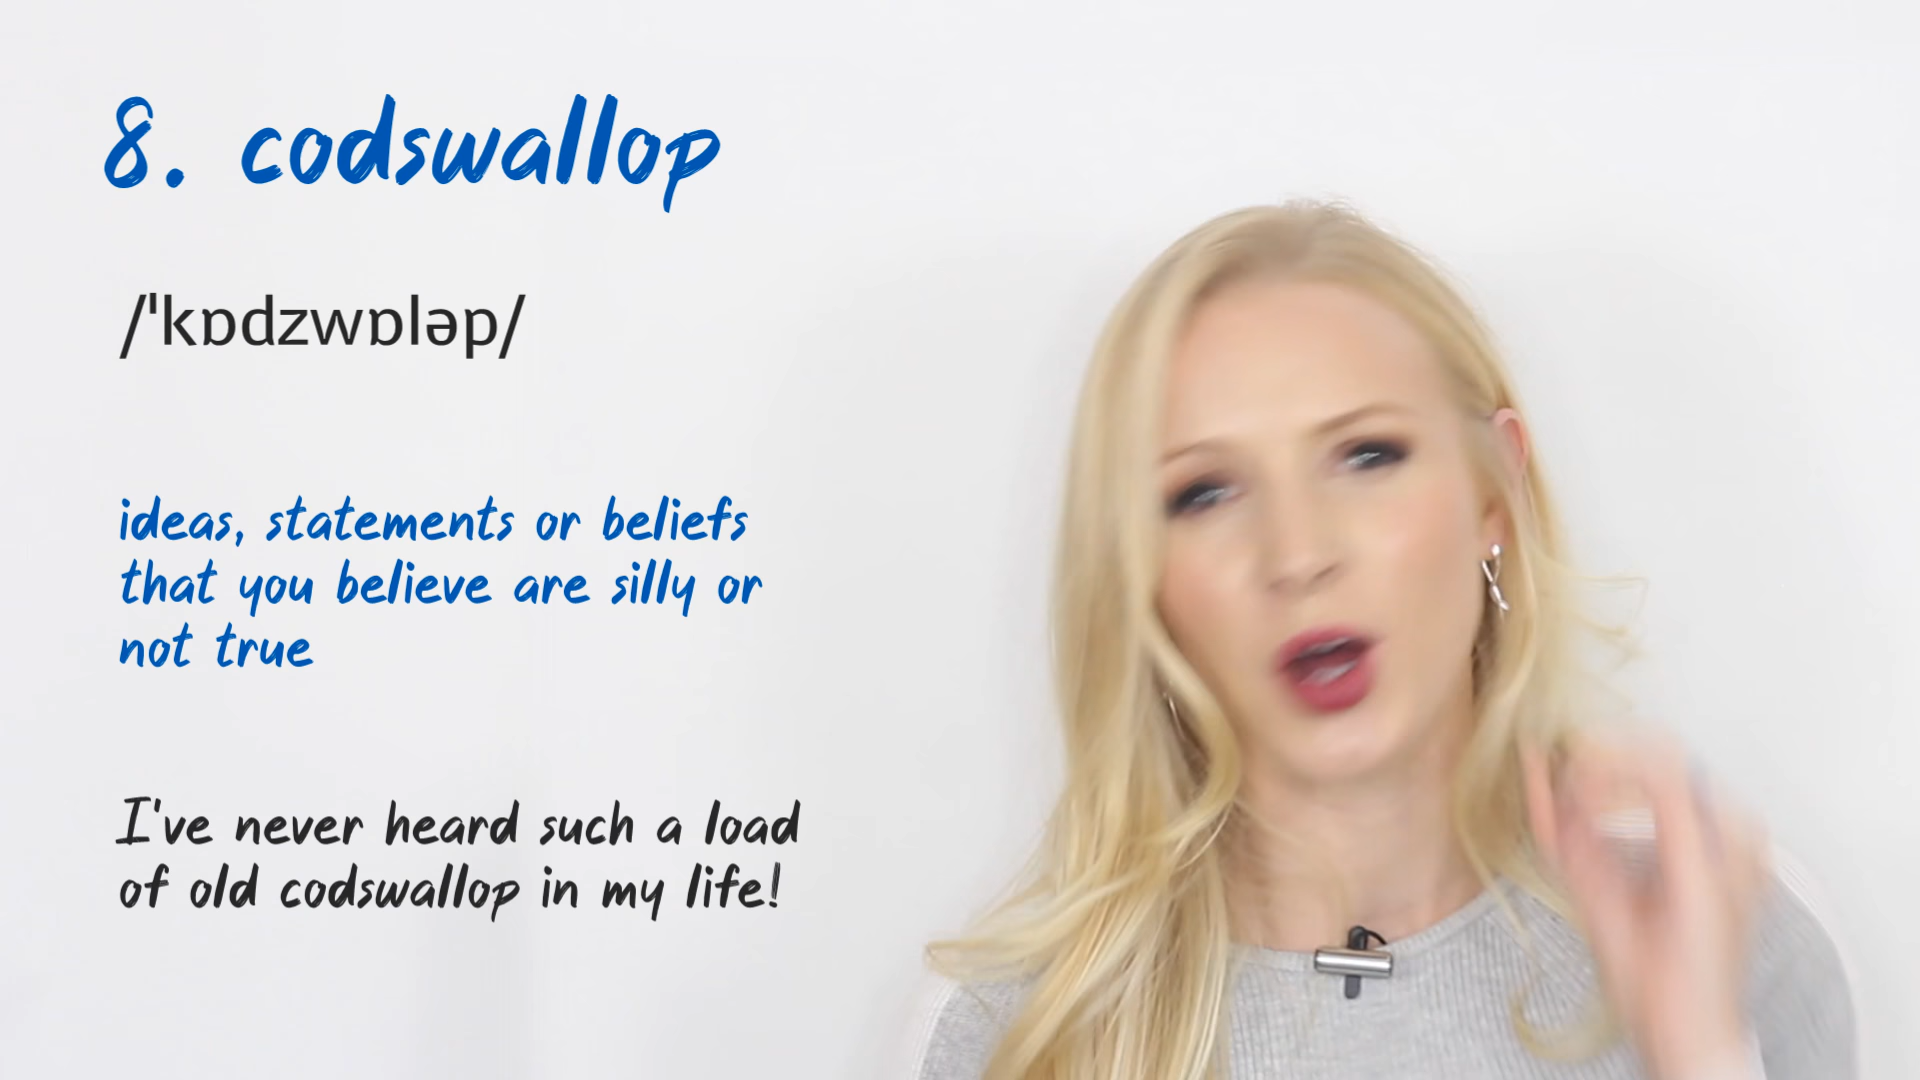 8. codswallop
/ˈkɒdzwɒləp/
ideas, statements or beliefs
that you believe are silly or
not true
I've never heard such a load
of old codswallop in my life!